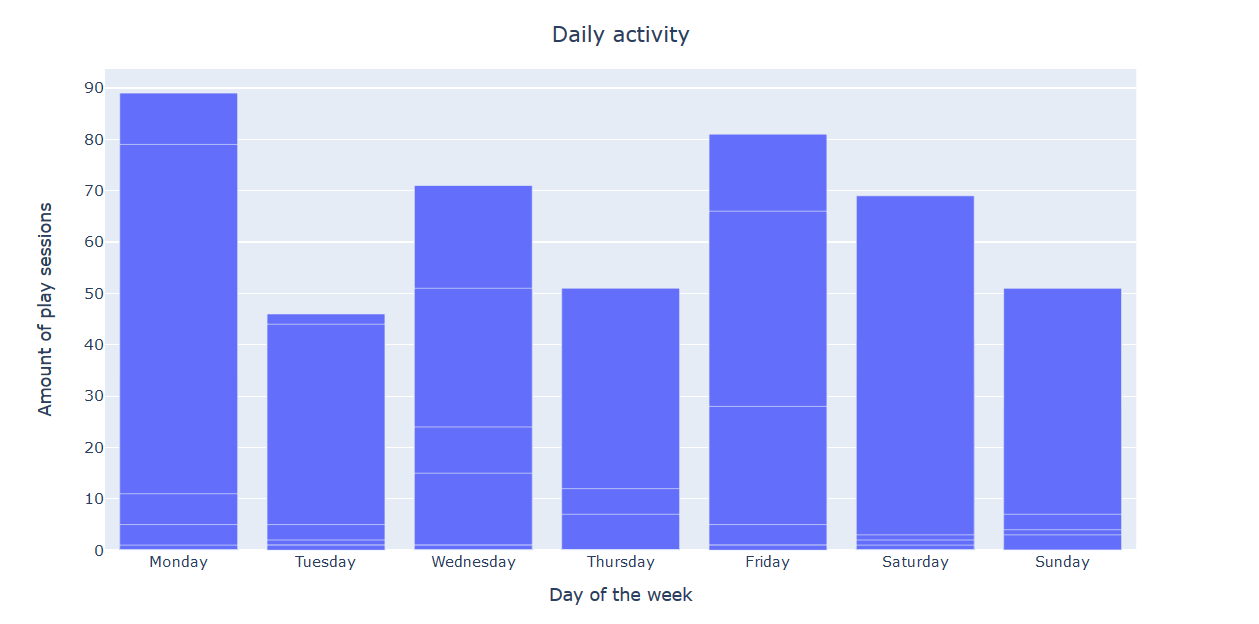 Daily activity
Amount of play sessions
90
80
70
60
50
40
30
20
10
0
Monday Tuesday Wednesday Thursday Friday Saturday Sunday
Day of the week